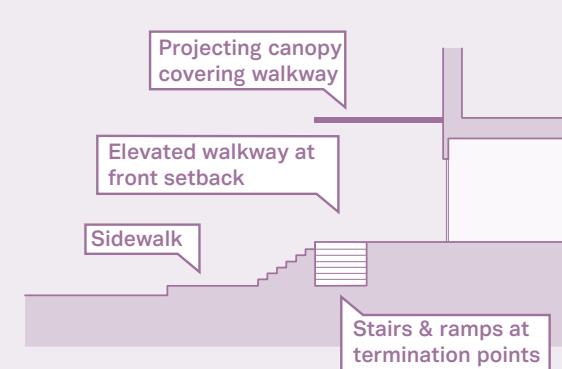 Projecting canopy
covering walkway
Elevated walkway at
front setback
Sidewalk
Stairs & ramps at
termination points